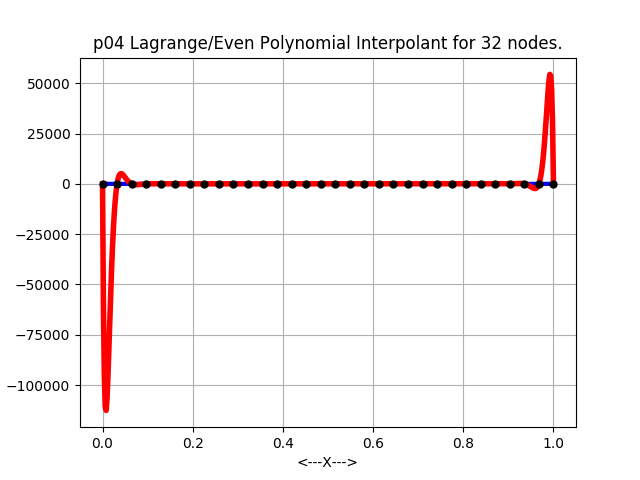 p04 Lagrange/Even Polynomial Interpolant for 32 nodes.
50000
25000
0
−25000
−50000
−75000
−100000
0.0 0.2 0.4 0.6 0.8 1.0
<---X--->